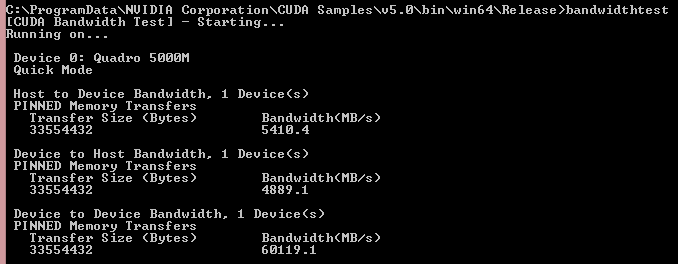 C:\ProgramData\NVIDIA Corporation\CUDA Samples\v5.0\bin\win64\Release>bandwidthtest
[CUDA Bandwidth Test] - Starting...
Running on...
Device 0: Quadro 5000M
Quick Mode
Host to Device Bandwidth, 1 Device(s)
PINNED Memory Transfers
Transfer Size (Bytes) Bandwidth(MB/s)
33554432 5410.4
Device to Host Bandwidth, 1 Device(s)
PINNED Memory Transfers
Transfer Size (Bytes) Bandwidth(MB/s)
33554432 4889.1
Device to Device Bandwidth, 1 Device(s)
PINNED Memory Transfers
Transfer Size (Bytes) Bandwidth(MB/s)
33554432 60119.1